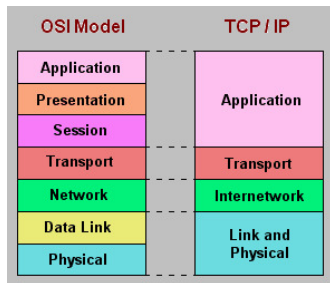 OSI Model
Application
Presentation
Session
Transport
Network
Data Link
Physical
TCP / IP
Application
Transport
Internetwork
Link and
Physical